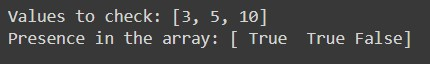 Values to check: [3, 5, 10]
Presence in the array: [ True  True False]